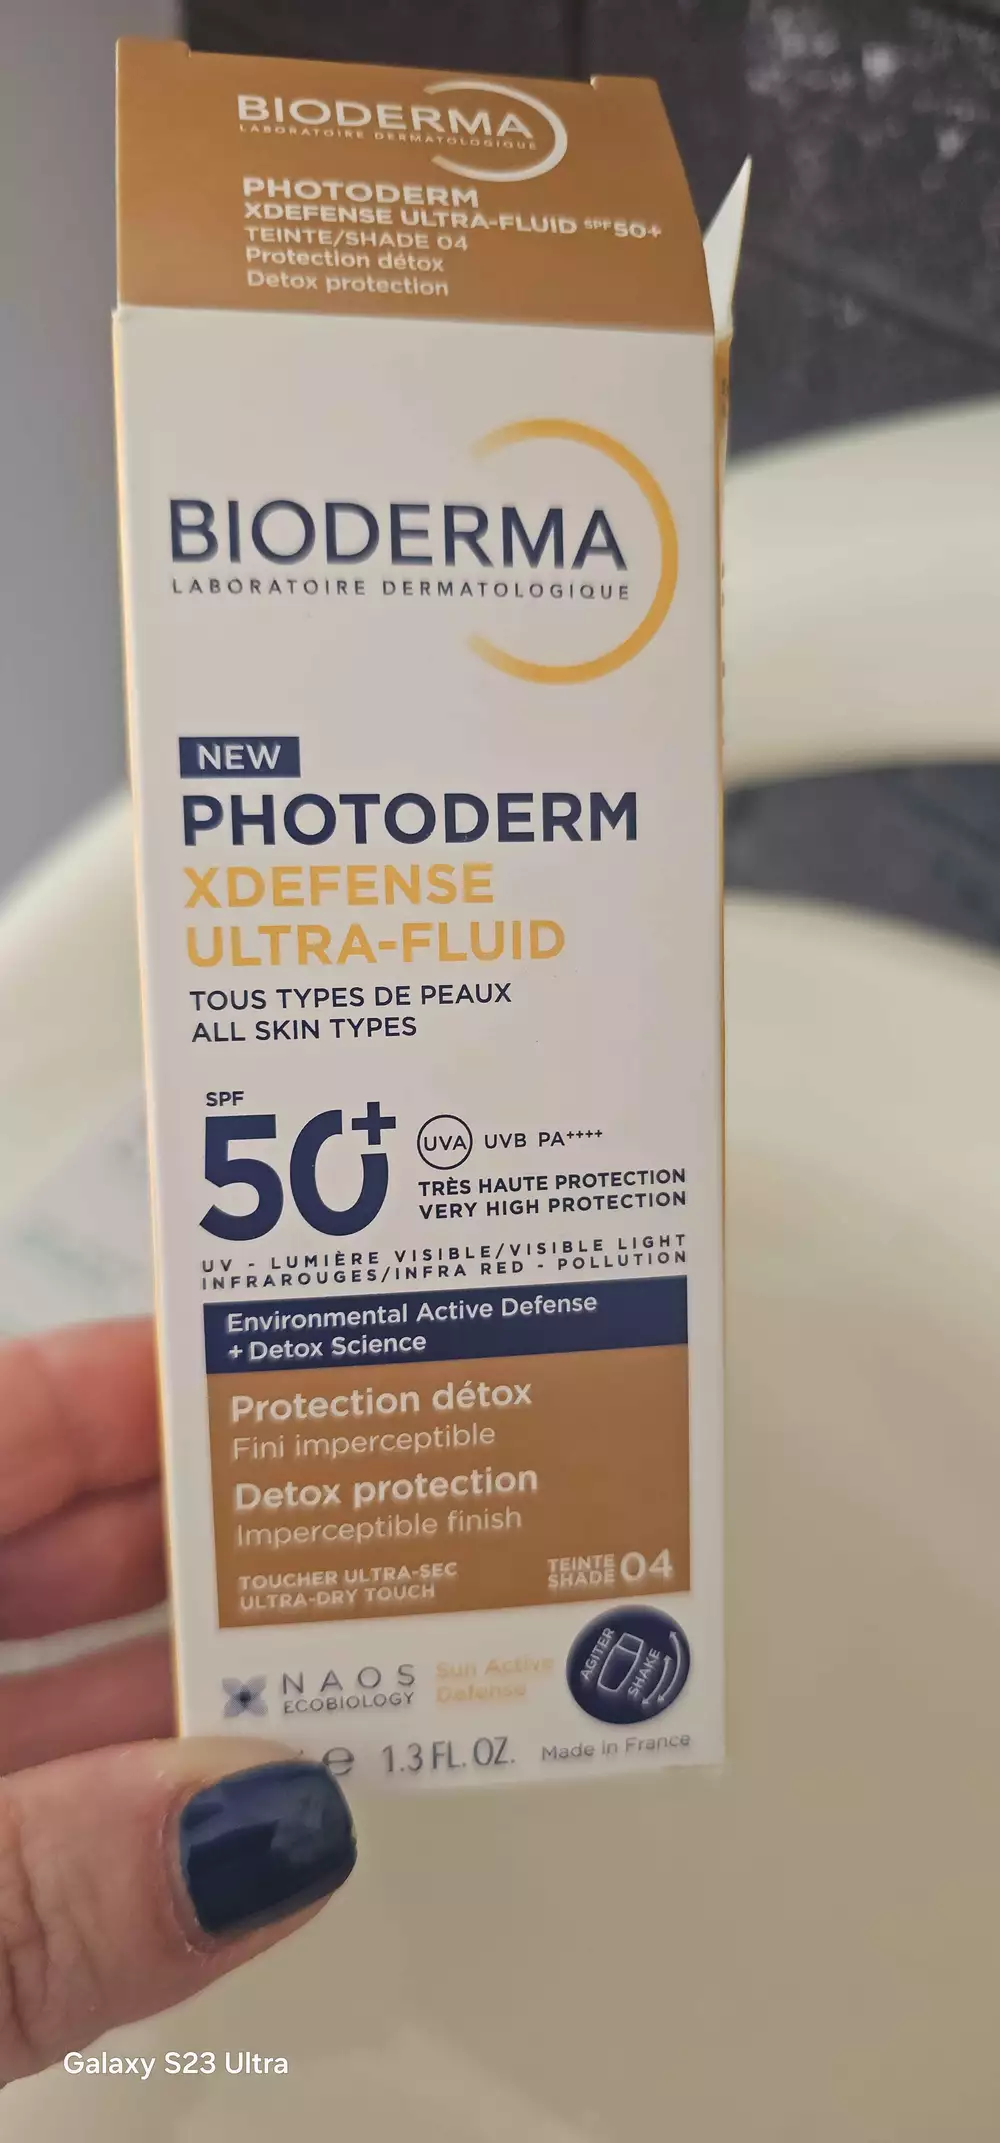 BIODERMA
LABORATOIRE DERMATOLOGIQUE
PHOTODERM
XDEFENSE ULTRA-FLUID SPF50+
TEINTE/SHADE 04
Protection détox
Detox protection
BIODERMA
LABORATOIRE DERMATOLOGIQUE
NEW
PHOTODERM
XDEFENSE
ULTRA-FLUID
TOUS TYPES DE PEAUX
ALL SKIN TYPES
SPF
50+
UVA UVB PA++++
TRÈS HAUTE PROTECTION
VERY HIGH PROTECTION
UV - LUMIÈRE VISIBLE/VISIBLE LIGHT
INFRAROUGES/INFRA RED - POLLUTION
Environmental Active Defense
+ Detox Science
Protection détox
Fini imperceptible
Detox protection
Imperceptible finish
TOUCHER ULTRA-SEC
ULTRA-DRY TOUCH
TEINTE
SHADE 04
NAOS
ECOBIOLOGY
Sun Active
Defense
AGITER
SHAKE
e 1.3 FL. OZ. Made in France
Galaxy S23 Ultra